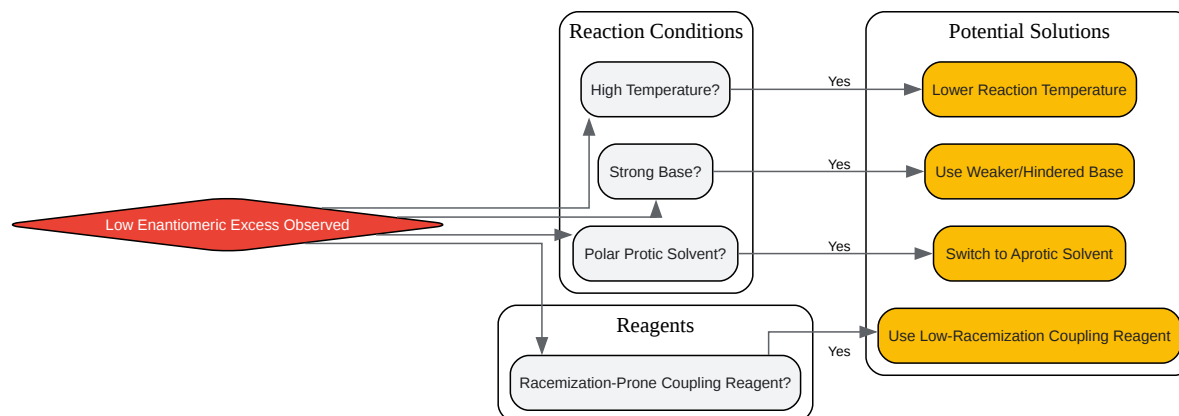 Reaction Conditions
Potential Solutions
High Temperature?
Yes
Lower Reaction Temperature
Strong Base?
Yes
Use Weaker/Hindered Base
Low Enantiomeric Excess Observed
Polar Protic Solvent?
Yes
Switch to Aprotic Solvent
Reagents
Racemization-Prone Coupling Reagent?
Yes
Use Low-Racemization Coupling Reagent